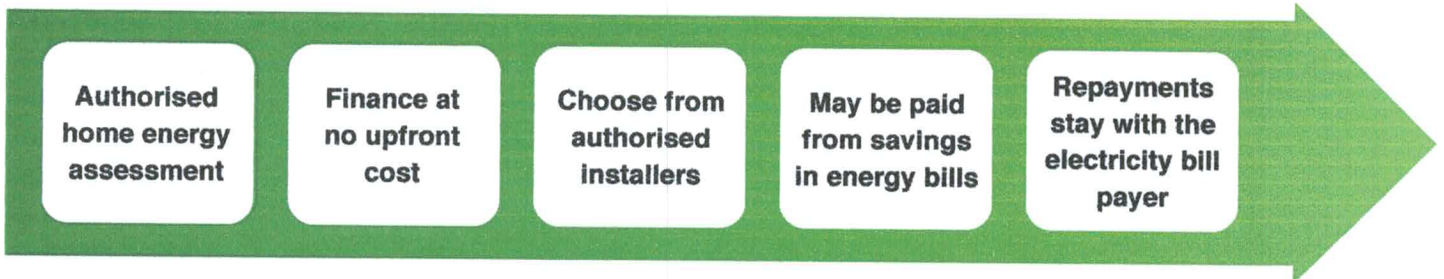 Authorised
home energy
assessment
Finance at
no upfront
cost
Choose from
authorised
installers
May be paid
from savings
in energy bills
Repayments
stay with the
electricity bill
payer